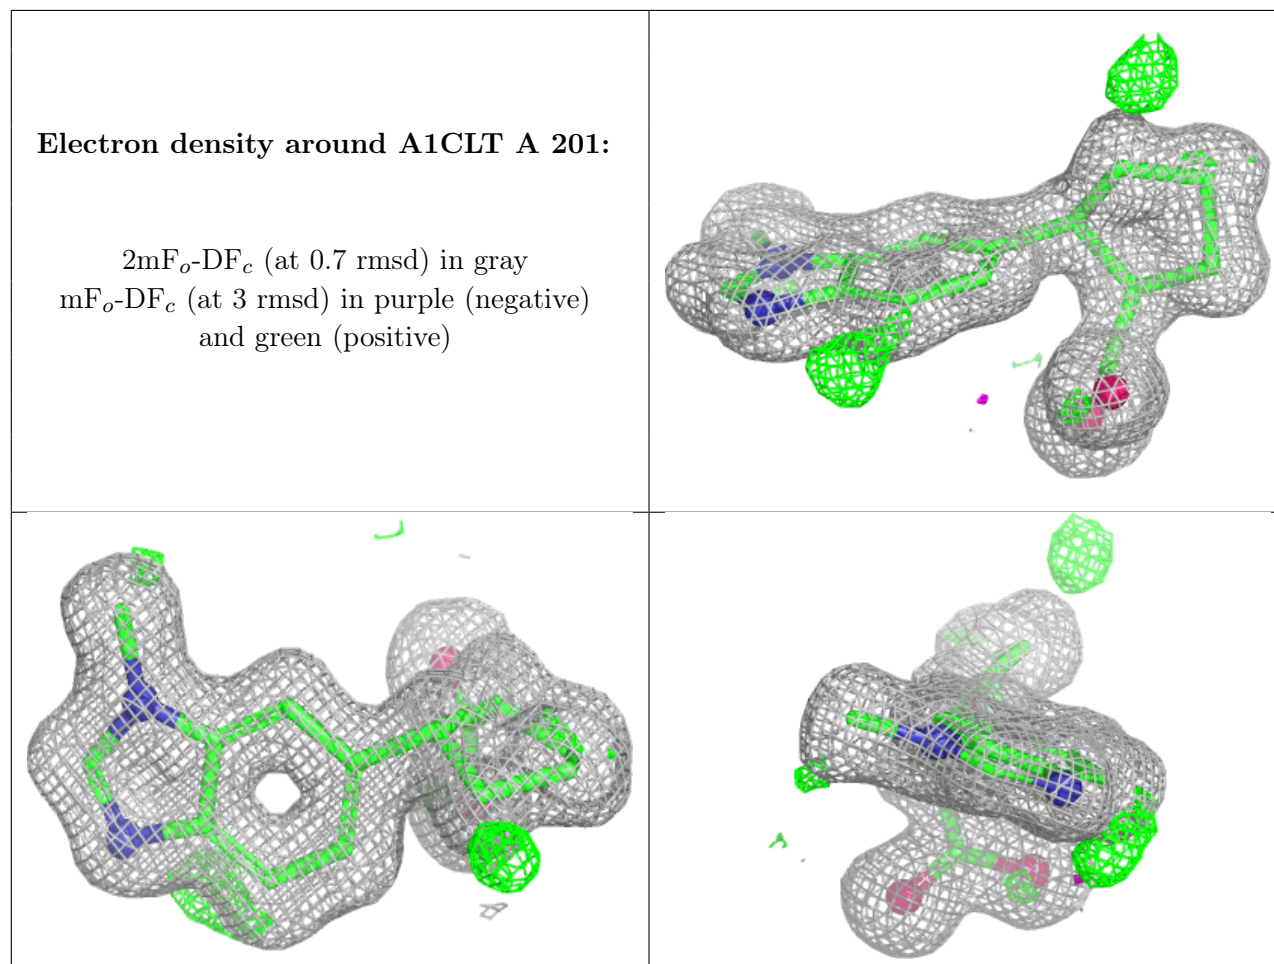 Electron density around A1CLT A 201:
2mFo-DFc (at 0.7 rmsd) in gray
mFo-DFc (at 3 rmsd) in purple (negative)
and green (positive)